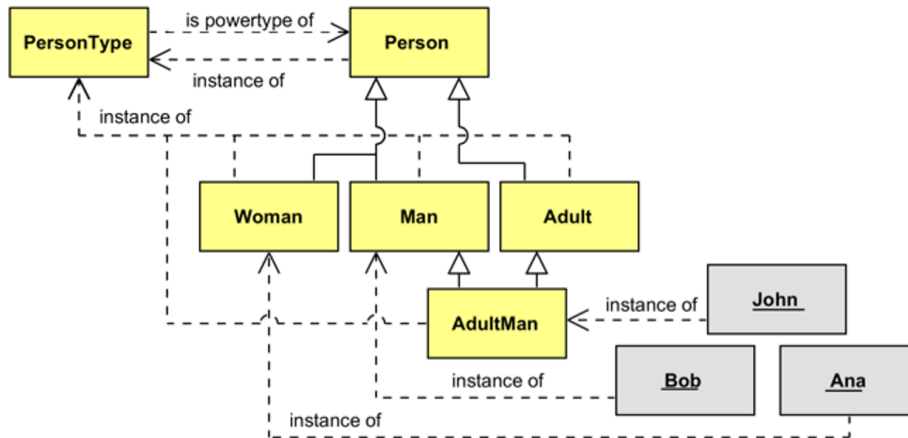 is powertype of
PersonType
Person
instance of
instance of
Woman
Man
Adult
John
instance of
AdultMan
Bob
Ana
instance of
instance of